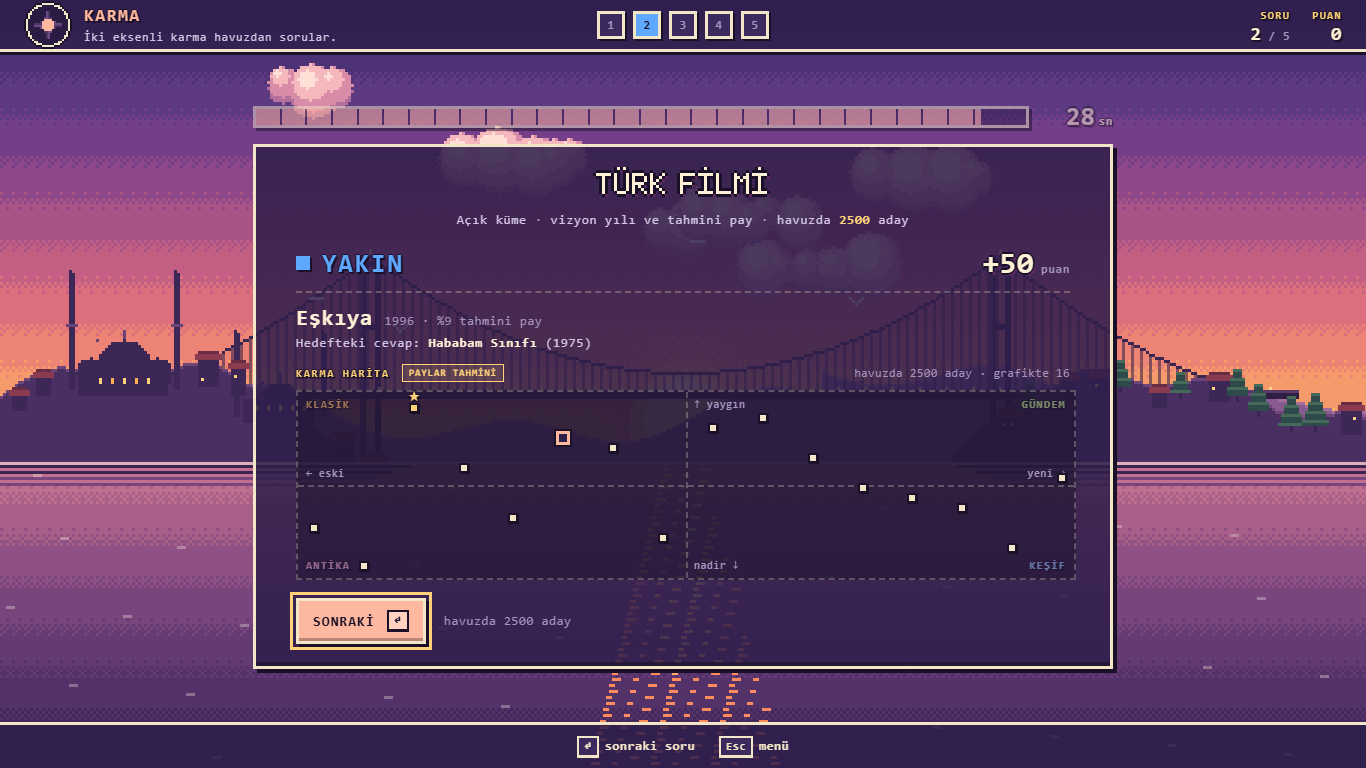 KARMA
İki eksenli karma havuzdan sorular.
1 2 3 4 5
SORU PUAN
2 / 5 0
28 sn
TÜRK FİLMİ
Açık küme · vizyon yılı ve tahmini pay · havuzda 2500 aday
YAKIN +50 puan
Eşkıya 1996 · %9 tahmini pay
Hedefteki cevap: Hababam Sınıfı (1975)
KARMA HARİTA PAYLAR TAHMİNİ havuzda 2500 aday · grafikte 16
KLASİK ↑ yaygın GÜNDEM
← eski yeni
ANTİKA nadir ↓ KEŞİF
SONRAKİ ↵ havuzda 2500 aday
↵ sonraki soru Esc menü